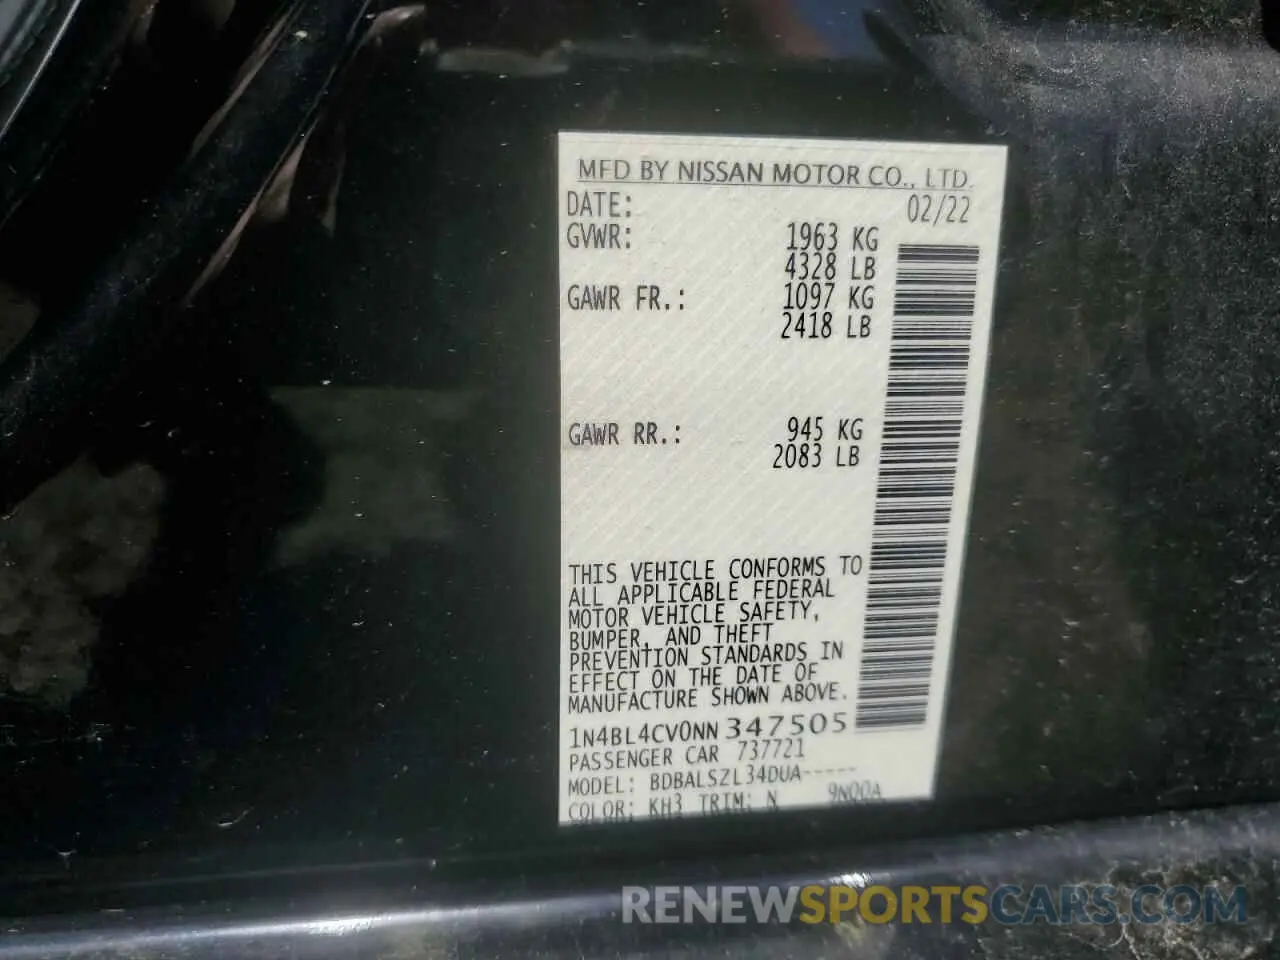 MFD BY NISSAN MOTOR CO., LTD.
DATE: 02/22
GVWR: 1963 KG
4328 LB
GAWR FR.: 1097 KG
2418 LB
GAWR RR.: 945 KG
2083 LB
THIS VEHICLE CONFORMS TO
ALL APPLICABLE FEDERAL
MOTOR VEHICLE SAFETY,
BUMPER, AND THEFT
PREVENTION STANDARDS IN
EFFECT ON THE DATE OF
MANUFACTURE SHOWN ABOVE.
1N4BL4CV0NN 347505
PASSENGER CAR 737721
MODEL: BDBALSZL34DUA-----
COLOR: KH3 TRIM: N 9N00A
RENEWSPORTSCARS.COM